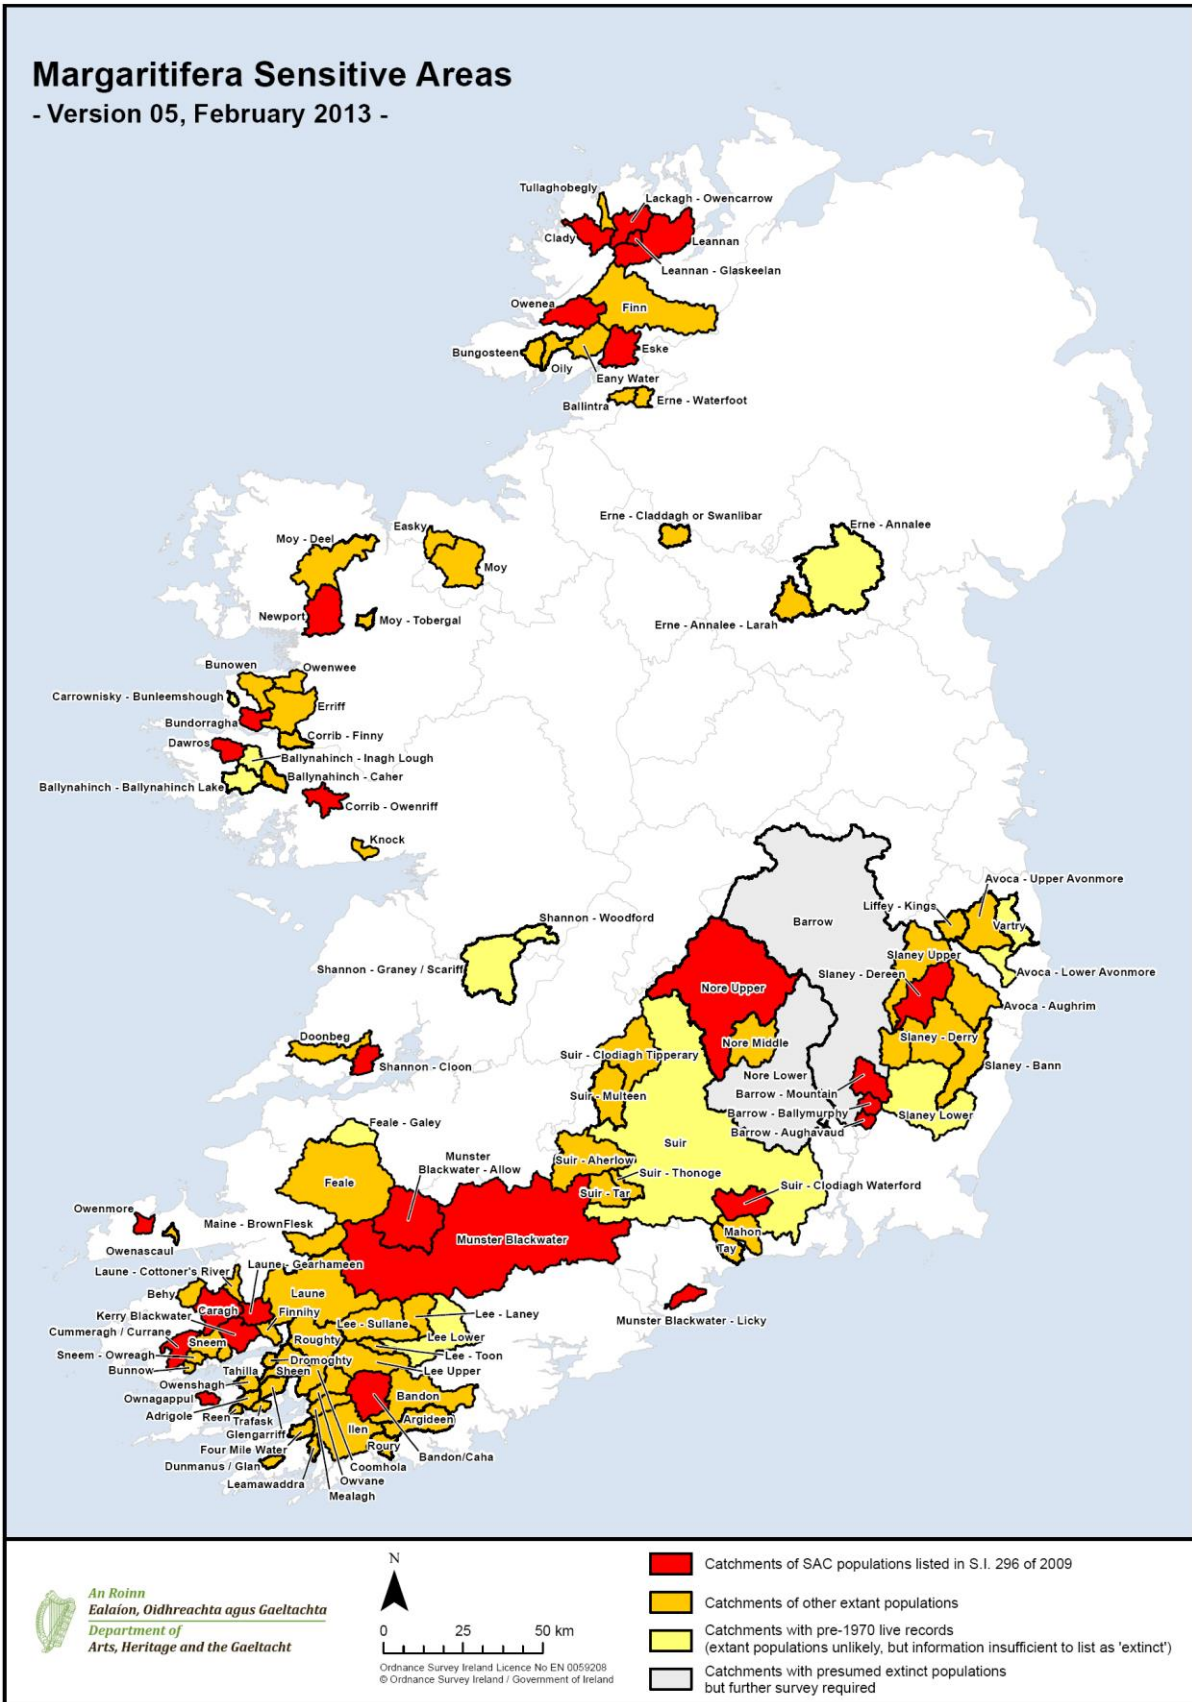 Margaritifera Sensitive Areas
- Version 05, February 2013 -
Tullaghobegly
Lackagh - Owencarrow
Clady
Leannan
Leannan - Glaskeelan
Owenea
Finn
Bungosteen
Oily
Eske
Eany Water
Ballintra
Erne - Waterfoot
Easky
Erne - Claddagh or Swanlibar
Erne - Annalee
Moy - Deel
Moy
Newport
Moy - Tobergal
Erne - Annalee - Larah
Bunowen
Owenwee
Carrownisky - Bunleemshough
Erriff
Bundorragha
Corrib - Finny
Dawros
Ballynahinch - Inagh Lough
Ballynahinch - Caher
Ballynahinch - Ballynahinch Lake
Corrib - Owenriff
Knock
Avoca - Upper Avonmore
Liffey - Kings
Barrow
Shannon - Woodford
Vartry
Slaney Upper
Shannon - Graney / Scariff
Slaney - Dereen
Avoca - Lower Avonmore
Nore Upper
Avoca - Aughrim
Doonbeg
Nore Middle
Slaney - Derry
Suir - Clodiagh Tipperary
Shannon - Cloon
Nore Lower
Slaney - Bann
Suir - Multeen
Barrow - Mountain
Barrow - Ballymurphy
Slaney Lower
Feale - Galey
Barrow - Aughavaud
Suir
Munster
Blackwater - Allow
Suir - Aherlow
Suir - Thonoge
Feale
Suir - Clodiagh Waterford
Suir - Tar
Owenmore
Maine - BrownFlesk
Mahon
Munster Blackwater
Owenascaul
Tay
Laune - Gearhameen
Laune - Cottoner's River
Behy
Laune
Caragh
Finnihy
Lee - Laney
Munster Blackwater - Licky
Kerry Blackwater
Lee - Sullane
Cummeragh / Currane
Sneem
Roughty
Lee Lower
Sneem - Owreagh
Lee - Toon
Dromoghty
Bunnow
Tahilla
Sheen
Lee Upper
Owenshagh
Bandon
Ownagappul
Adrigole
Reen
Trafask
Argideen
Glengarriff
Ilen
Four Mile Water
Roury
Bandon/Caha
Dunmanus / Glan
Coomhola
Leamawaddra
Owvane
Mealagh
An Roinn
Ealaíon, Oidhreachta agus Gaeltachta
Department of
Arts, Heritage and the Gaeltacht
N
0 25 50 km
Ordnance Survey Ireland Licence No EN 0059208
© Ordnance Survey Ireland / Government of Ireland
Catchments of SAC populations listed in S.I. 296 of 2009
Catchments of other extant populations
Catchments with pre-1970 live records
(extant populations unlikely, but information insufficient to list as 'extinct')
Catchments with presumed extinct populations
but further survey required